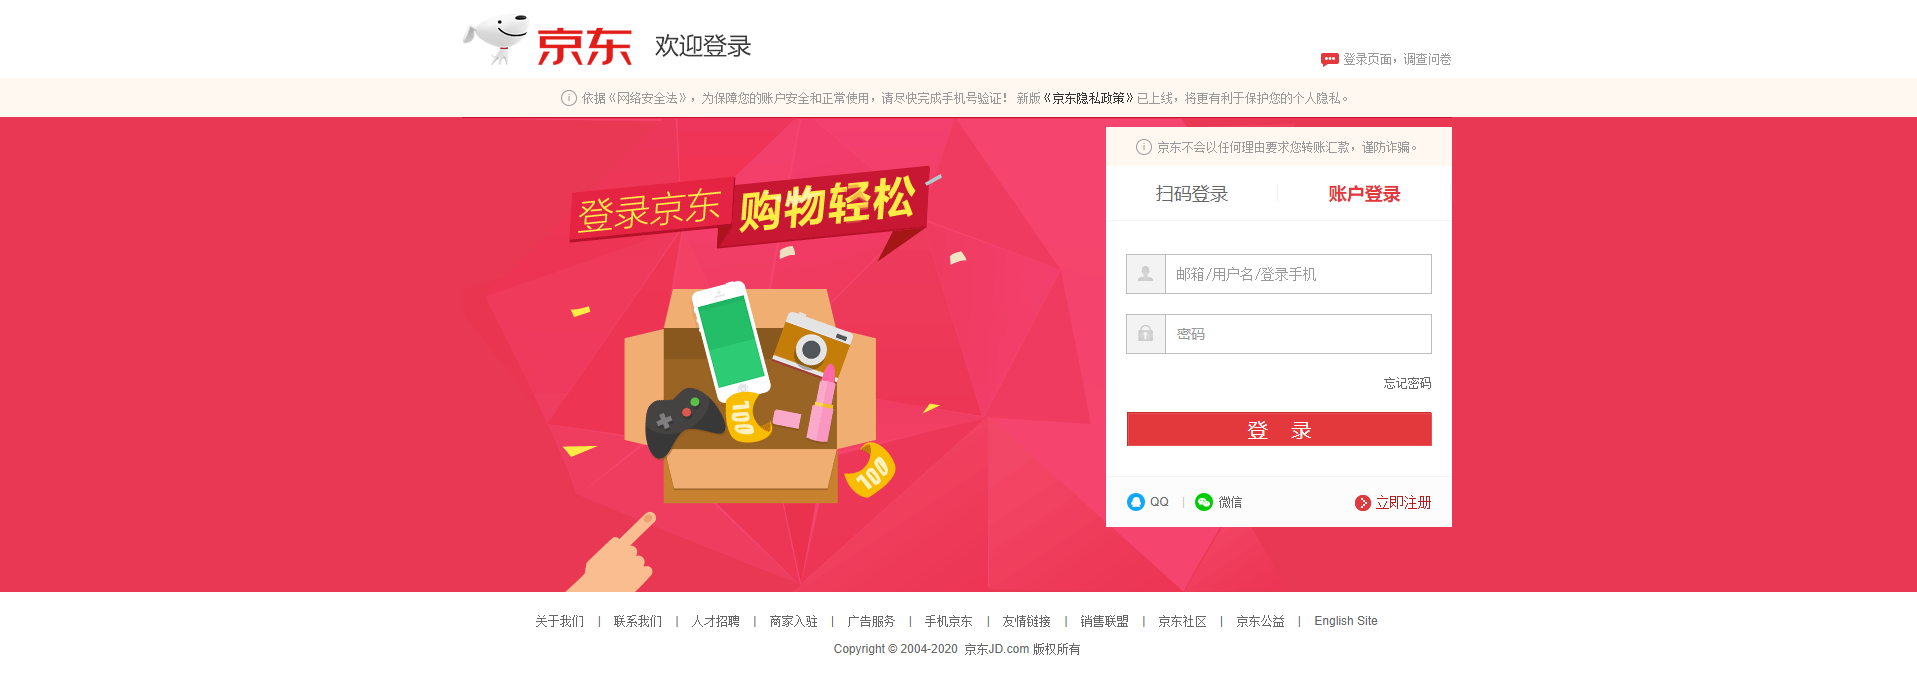 京东 欢迎登录
登录页面，调查问卷
依据《网络安全法》，为保障您的账户安全和正常使用，请尽快完成手机号验证！ 新版《京东隐私政策》已上线，将更有利于保护您的个人隐私。
登录京东 购物轻松
100
100
京东不会以任何理由要求您转账汇款，谨防诈骗。
扫码登录 账户登录
邮箱/用户名/登录手机
密码
忘记密码
登 录
QQ | 微信 立即注册
关于我们 | 联系我们 | 人才招聘 | 商家入驻 | 广告服务 | 手机京东 | 友情链接 | 销售联盟 | 京东社区 | 京东公益 | English Site
Copyright © 2004-2020 京东JD.com 版权所有